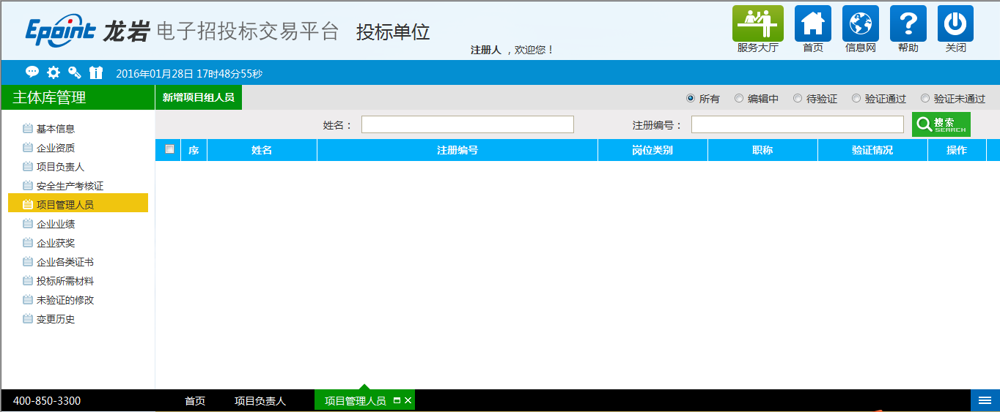 Epoint 龙岩 电子招投标交易平台 投标单位
注册人 ，欢迎您！
服务大厅 首页 信息网 帮助 关闭
2016年01月28日 17时48分55秒
主体库管理
新增项目组人员
所有 编辑中 待验证 验证通过 验证未通过
姓名： 注册编号： 搜索 SEARCH
序 姓名 注册编号 岗位类别 职称 验证情况 操作
基本信息
企业资质
项目负责人
安全生产考核证
项目管理人员
企业业绩
企业获奖
企业各类证书
投标所需材料
未验证的修改
变更历史
400-850-3300 首页 项目负责人 项目管理人员